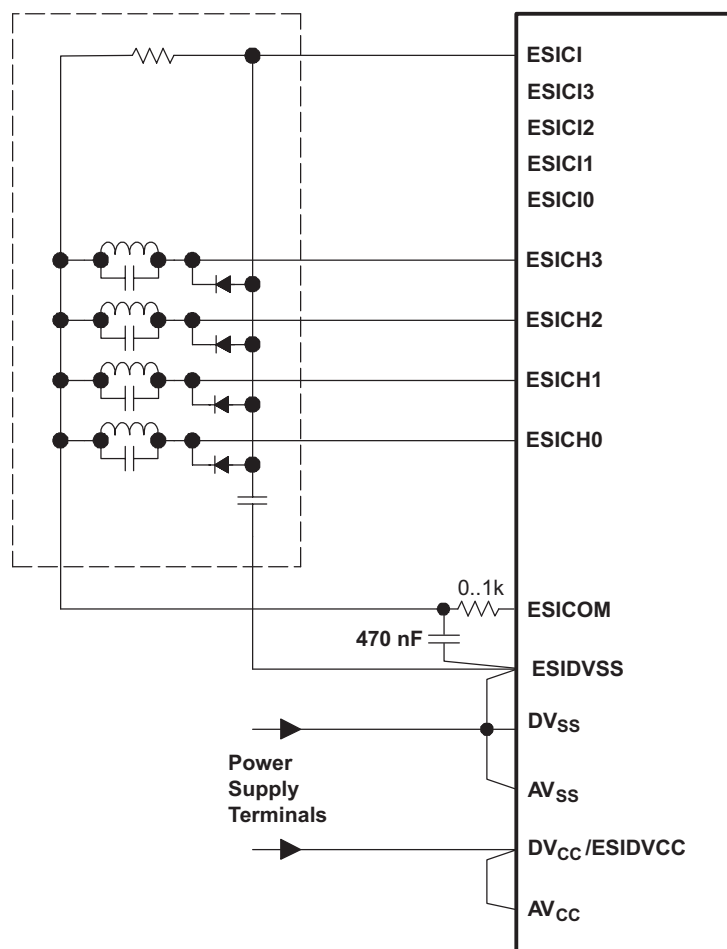 ESICI
ESICI3
ESICI2
ESICI1
ESICI0
ESICH3
ESICH2
ESICH1
ESICH0
0..1k
ESICOM
470 nF
ESIDVSS
DVSS
Power
Supply
Terminals
AVSS
DVCC/ESIDVCC
AVCC